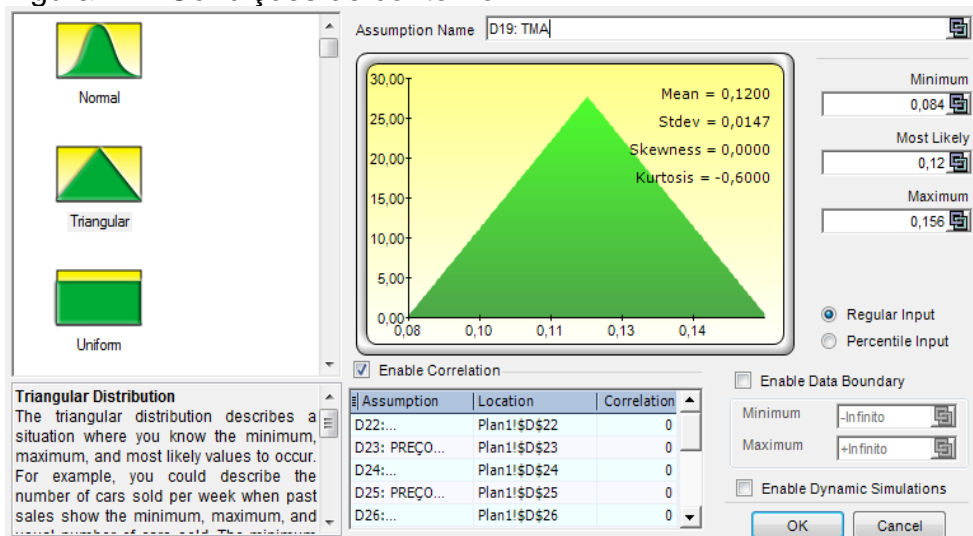 Assumption Name D19: TMA
Normal
Triangular
Uniform
30,00
25,00
20,00
15,00
10,00
5,00
0,00
0,08 0,10 0,11 0,13 0,14
Mean = 0,1200
Stdev = 0,0147
Skewness = 0,0000
Kurtosis = -0,6000
Minimum
0,084
Most Likely
0,12
Maximum
0,156
Regular Input
Percentile Input
Triangular Distribution
The triangular distribution describes a
situation where you know the minimum,
maximum, and most likely values to occur.
For example, you could describe the
number of cars sold per week when past
sales show the minimum, maximum, and
Enable Correlation
Assumption Location Correlation
D22:... Plan1!$D$22 0
D23: PREÇO... Plan1!$D$23 0
D24:... Plan1!$D$24 0
D25: PREÇO... Plan1!$D$25 0
D26:... Plan1!$D$26 0
Enable Data Boundary
Minimum -Infinito
Maximum +Infinito
Enable Dynamic Simulations
OK Cancel